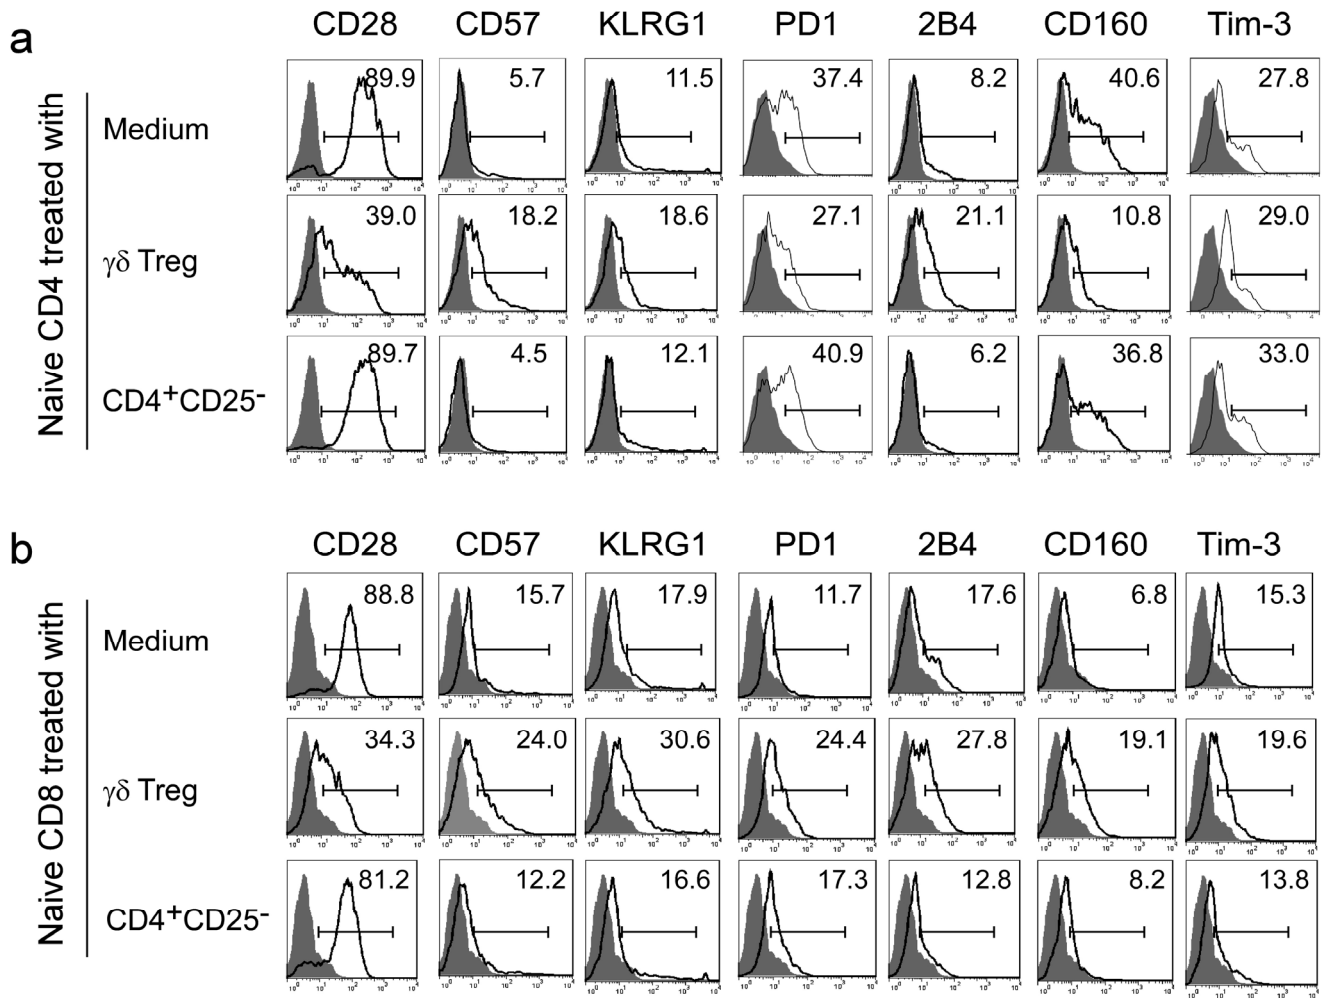 a
CD28 CD57 KLRG1 PD1 2B4 CD160 Tim-3
Naive CD4 treated with
Medium 89.9 5.7 11.5 37.4 8.2 40.6 27.8
γδ Treg 39.0 18.2 18.6 27.1 21.1 10.8 29.0
CD4+CD25- 89.7 4.5 12.1 40.9 6.2 36.8 33.0
b
CD28 CD57 KLRG1 PD1 2B4 CD160 Tim-3
Naive CD8 treated with
Medium 88.8 15.7 17.9 11.7 17.6 6.8 15.3
γδ Treg 34.3 24.0 30.6 24.4 27.8 19.1 19.6
CD4+CD25- 81.2 12.2 16.6 17.3 12.8 8.2 13.8